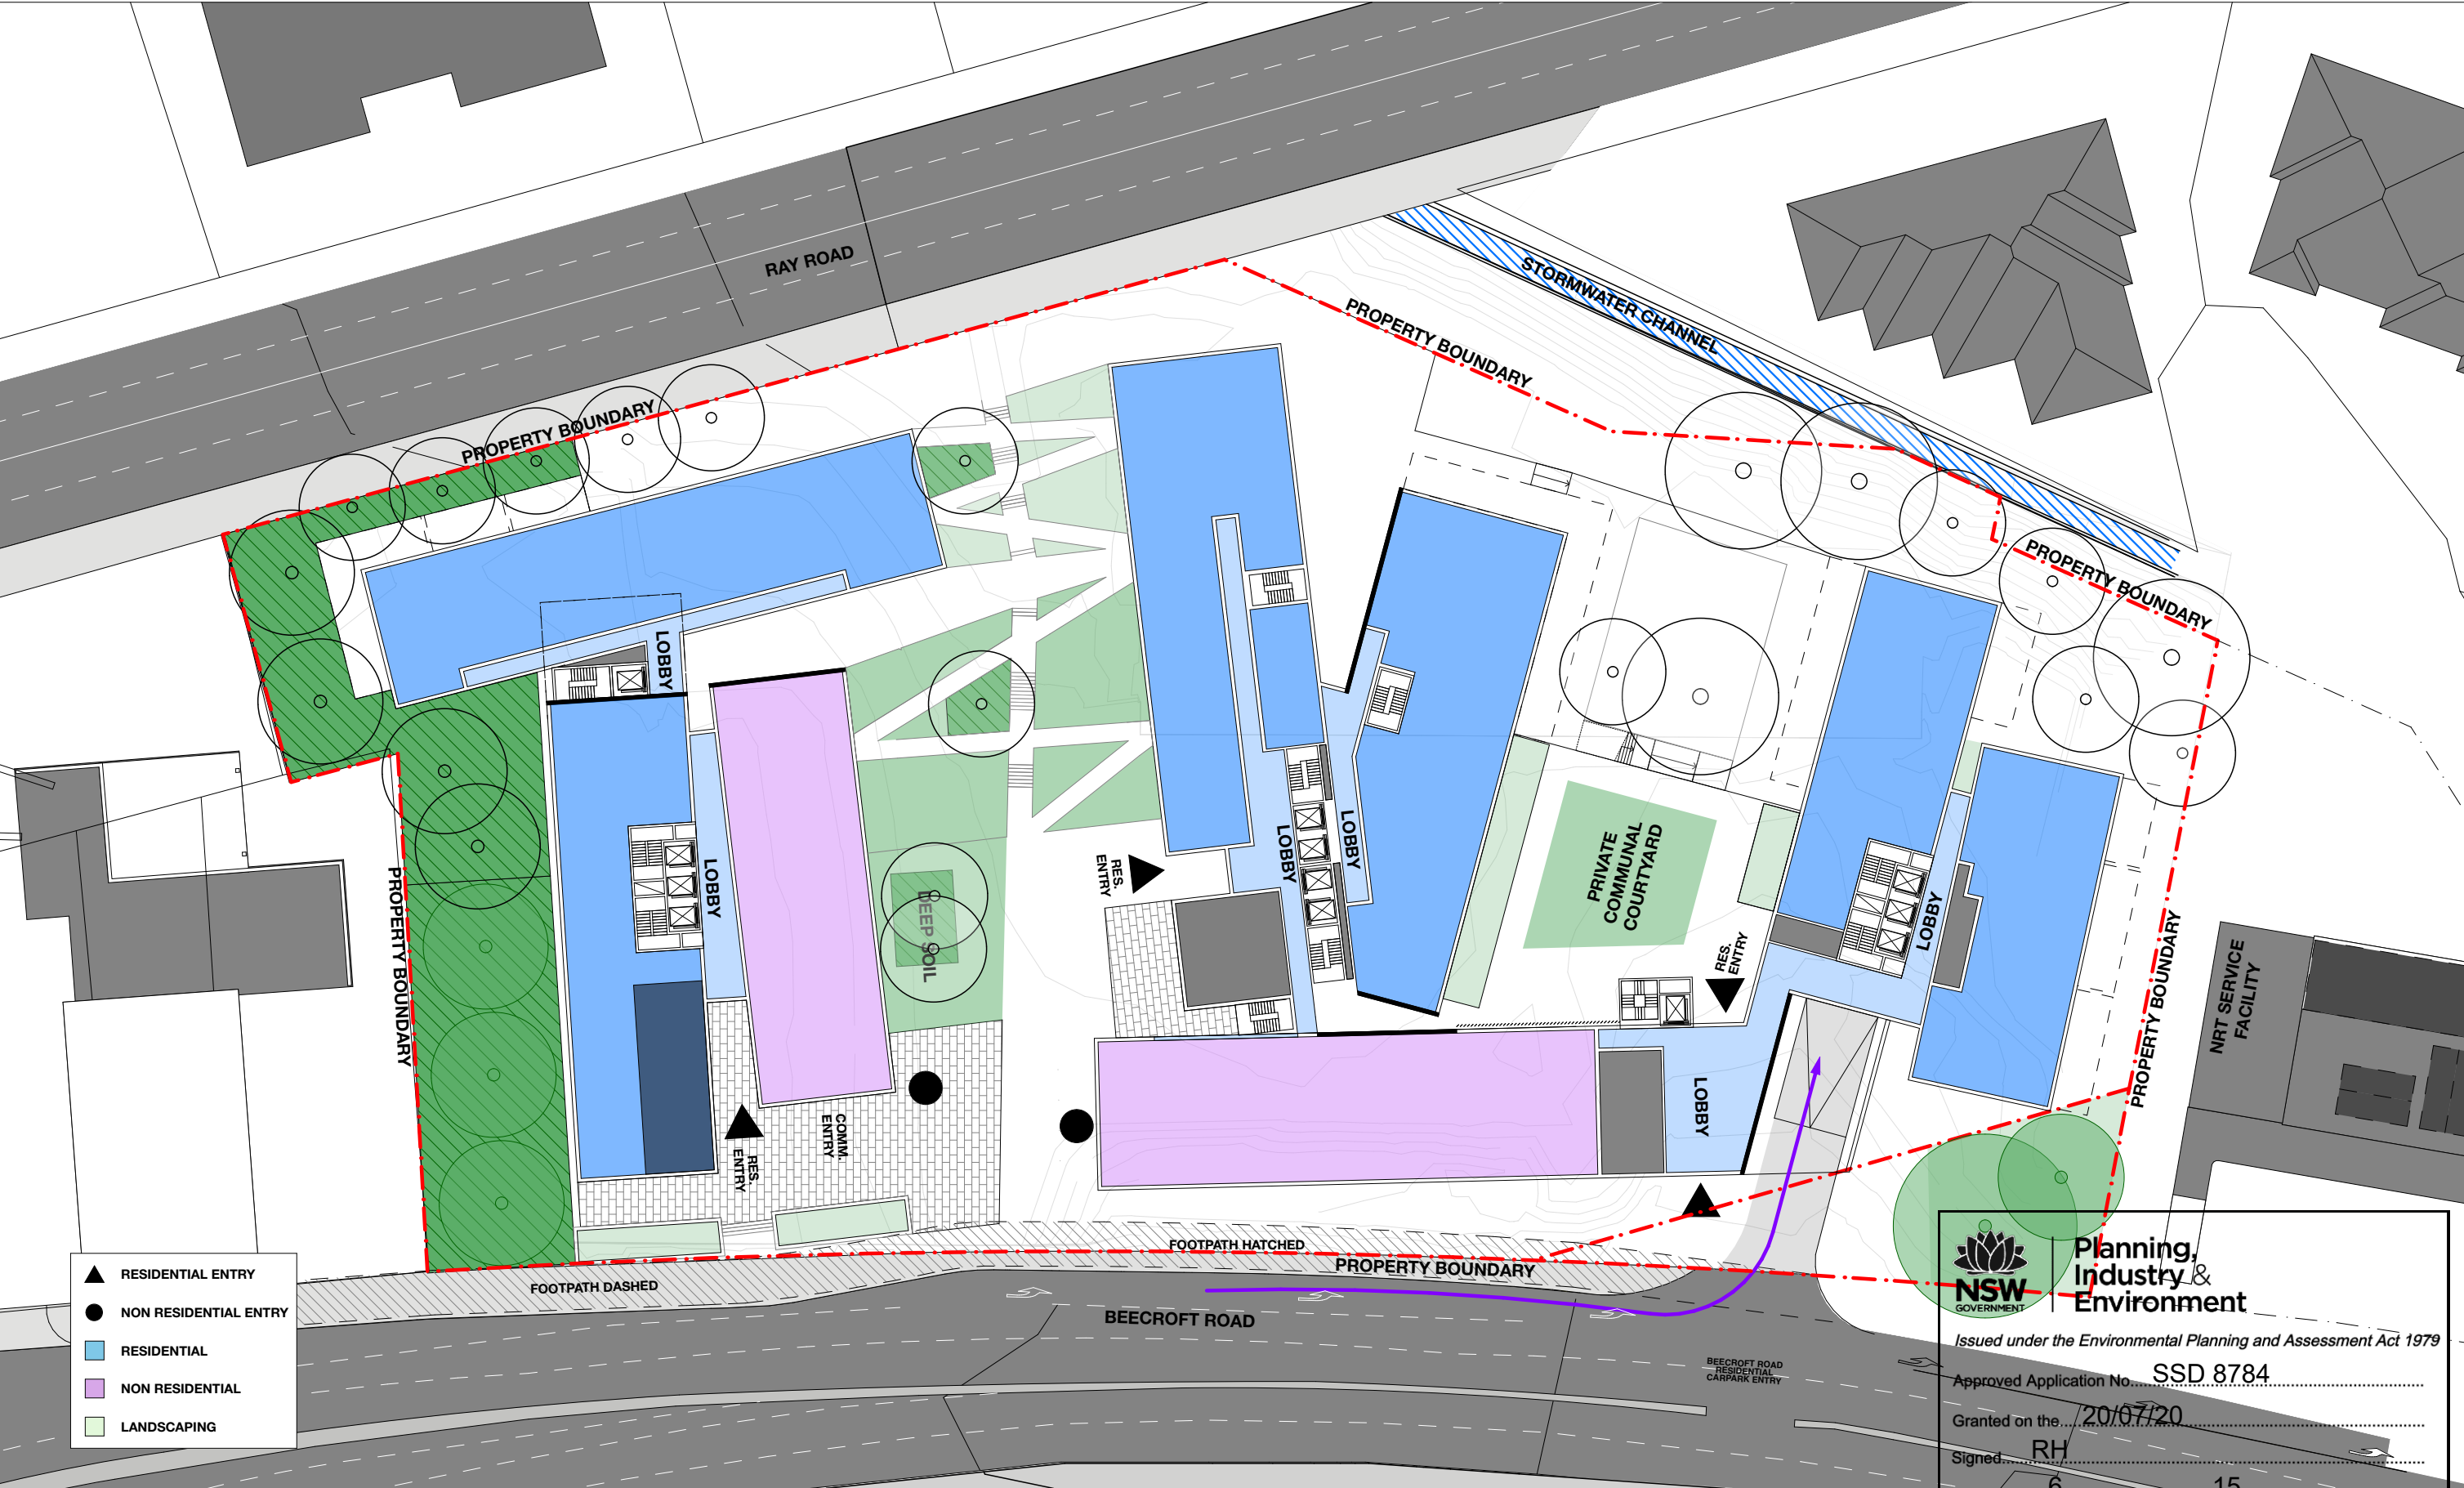 RAY ROAD
STORMWATER CHANNEL
PROPERTY BOUNDARY
PROPERTY BOUNDARY
PROPERTY BOUNDARY
LOBBY
LOBBY
LOBBY
LOBBY
PRIVATE
COMMUNAL
COURTYARD
RES.
ENTRY
DEEP SOIL
LOBBY
RES.
ENTRY
PROPERTY BOUNDARY
PROPERTY BOUNDARY
NRT SERVICE
FACILITY
LOBBY
COMM.
ENTRY
RES.
ENTRY
FOOTPATH HATCHED
PROPERTY BOUNDARY
FOOTPATH DASHED
BEECROFT ROAD
BEECROFT ROAD
RESIDENTIAL
CARPARK ENTRY
RESIDENTIAL ENTRY
NON RESIDENTIAL ENTRY
RESIDENTIAL
NON RESIDENTIAL
LANDSCAPING
NSW
GOVERNMENT
Planning,
Industry &
Environment
Issued under the Environmental Planning and Assessment Act 1979
Approved Application No. SSD 8784
Granted on the 20/07/20
Signed RH